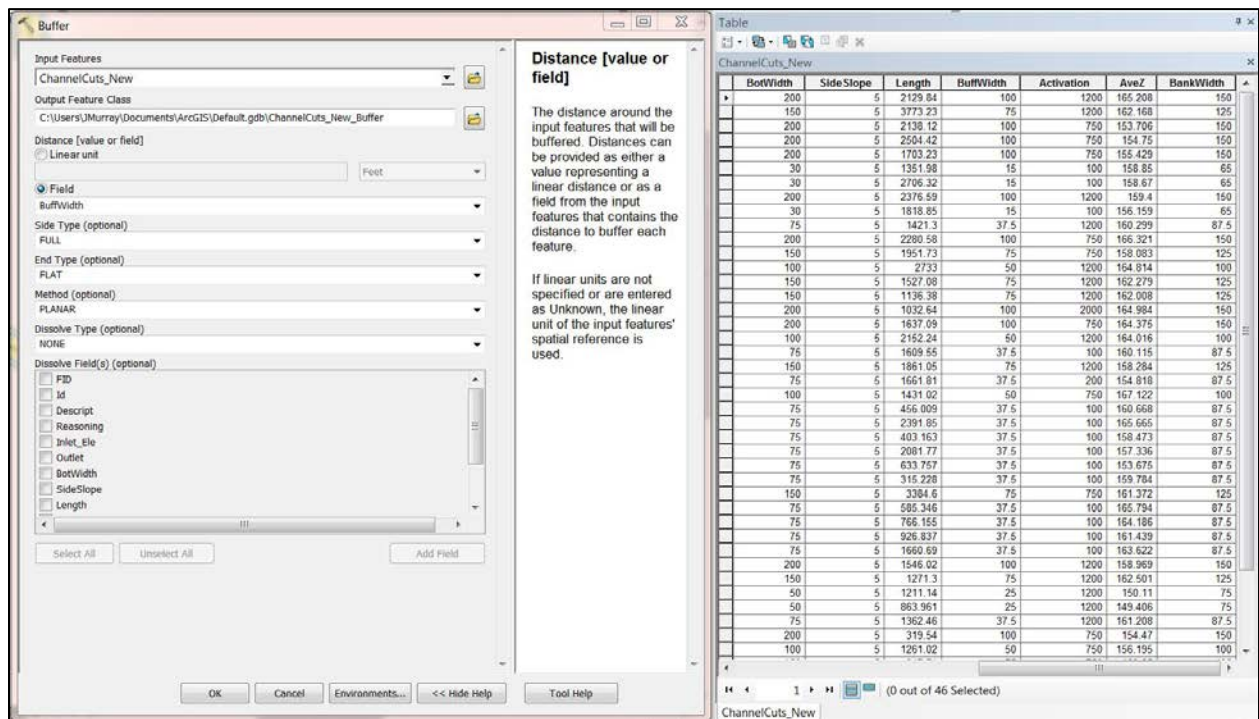 Buffer
Input Features
ChannelCuts_New
Output Feature Class
C:\Users\JMurray\Documents\ArcGIS\Default.gdb\ChannelCuts_New_Buffer
Distance [value or field]
Linear unit
Feet
Field
BuffWidth
Side Type (optional)
FULL
End Type (optional)
FLAT
Method (optional)
PLANAR
Dissolve Type (optional)
NONE
Dissolve Field(s) (optional)
FID
Id
Descript
Reasoning
Inlet_Ele
Outlet
BotWidth
SideSlope
Length
Select All Unselect All Add Field
OK Cancel Environments... << Hide Help Tool Help
Distance [value or
field]
The distance around the
input features that will be
buffered. Distances can
be provided as either a
value representing a
linear distance or as a
field from the input
features that contains the
distance to buffer each
feature.
If linear units are not
specified or are entered
as Unknown, the linear
unit of the input features'
spatial reference is
used.
Table
ChannelCuts_New
BotWidth SideSlope Length BuffWidth Activation AveZ BankWidth
200 5 2129.84 100 1200 165.208 150
150 5 3773.23 75 1200 162.168 125
200 5 2138.12 100 750 153.706 150
200 5 2504.42 100 750 154.75 150
200 5 1703.23 100 750 155.429 150
30 5 1351.98 15 100 158.85 65
30 5 2706.32 15 100 158.67 65
200 5 2376.59 100 1200 159.4 150
30 5 1818.85 15 100 156.159 65
75 5 1421.3 37.5 1200 160.299 87.5
200 5 2280.58 100 750 166.321 150
150 5 1951.73 75 750 158.083 125
100 5 2733 50 1200 164.814 100
150 5 1527.08 75 1200 162.279 125
150 5 1136.38 75 1200 162.008 125
200 5 1032.64 100 2000 164.984 150
200 5 1637.09 100 750 164.375 150
100 5 2152.24 50 1200 164.016 100
75 5 1609.55 37.5 100 160.115 87.5
150 5 1861.05 75 1200 158.284 125
75 5 1661.81 37.5 200 154.818 87.5
100 5 1431.02 50 750 167.122 100
75 5 456.009 37.5 100 160.668 87.5
75 5 2391.85 37.5 100 165.665 87.5
75 5 403.163 37.5 100 158.473 87.5
75 5 2081.77 37.5 100 157.336 87.5
75 5 633.757 37.5 100 153.675 87.5
75 5 315.228 37.5 100 159.784 87.5
150 5 3384.6 75 750 161.372 125
75 5 585.346 37.5 100 165.794 87.5
75 5 766.155 37.5 100 164.186 87.5
75 5 926.837 37.5 100 161.439 87.5
75 5 1660.69 37.5 100 163.622 87.5
200 5 1546.02 100 1200 158.969 150
150 5 1271.3 75 1200 162.501 125
50 5 1211.14 25 1200 150.11 75
50 5 863.961 25 1200 149.406 75
75 5 1362.46 37.5 1200 161.208 87.5
200 5 319.54 100 750 154.47 150
100 5 1261.02 50 750 156.195 100
1 (0 out of 46 Selected)
ChannelCuts_New